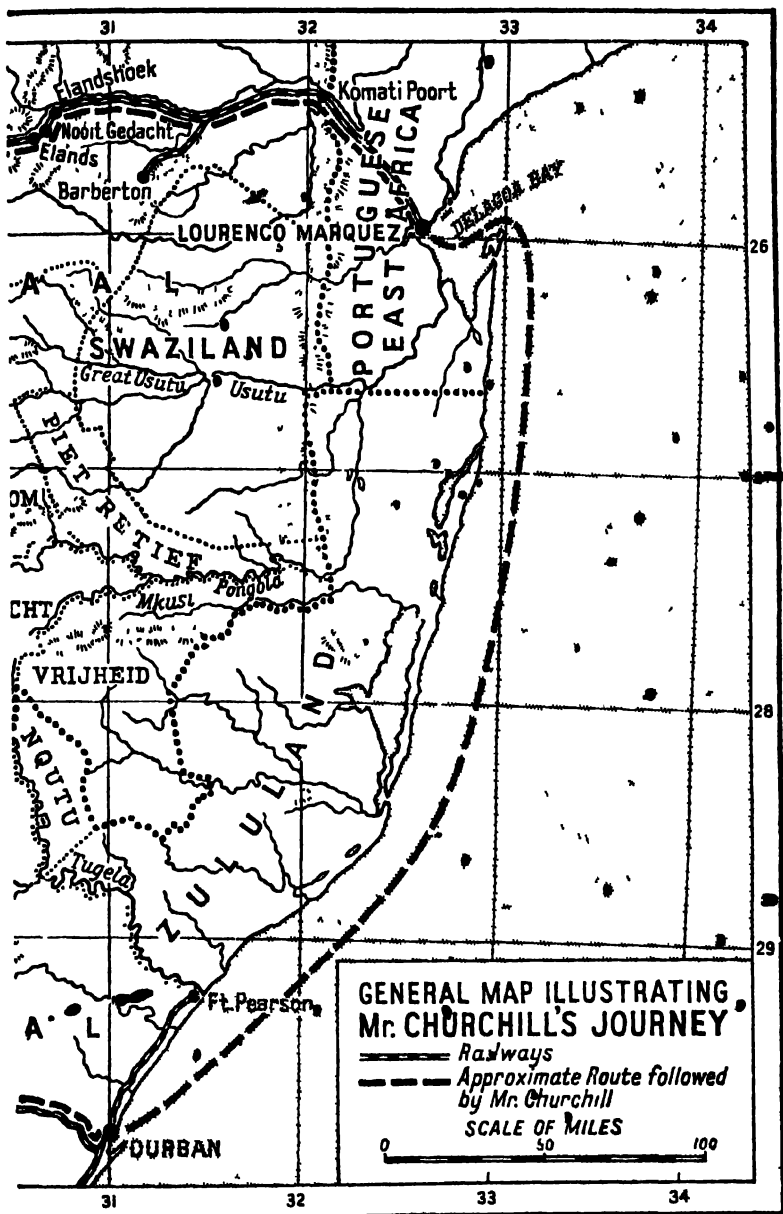 31 32 33
Elandshoek
Komati Poort
Nooit Gedacht
Elands
Barberton
PORTUGUESE
EAST AFRICA
DELAGOA BAY
LOURENCO MARQUEZ
26
A A L
SWAZILAND
Great Usutu
Usutu
PIET RETIEF
OM
Pongola
Mkusi
CHT
VRIJHEID
28
NQUTU
ZULULAND
Tugela
29
Ft. Pearson
A L
DURBAN
GENERAL MAP ILLUSTRATING
Mr. CHURCHILL'S JOURNEY
Railways
Approximate Route followed
by Mr. Churchill
SCALE OF MILES
0 50 100
31 32 33 34